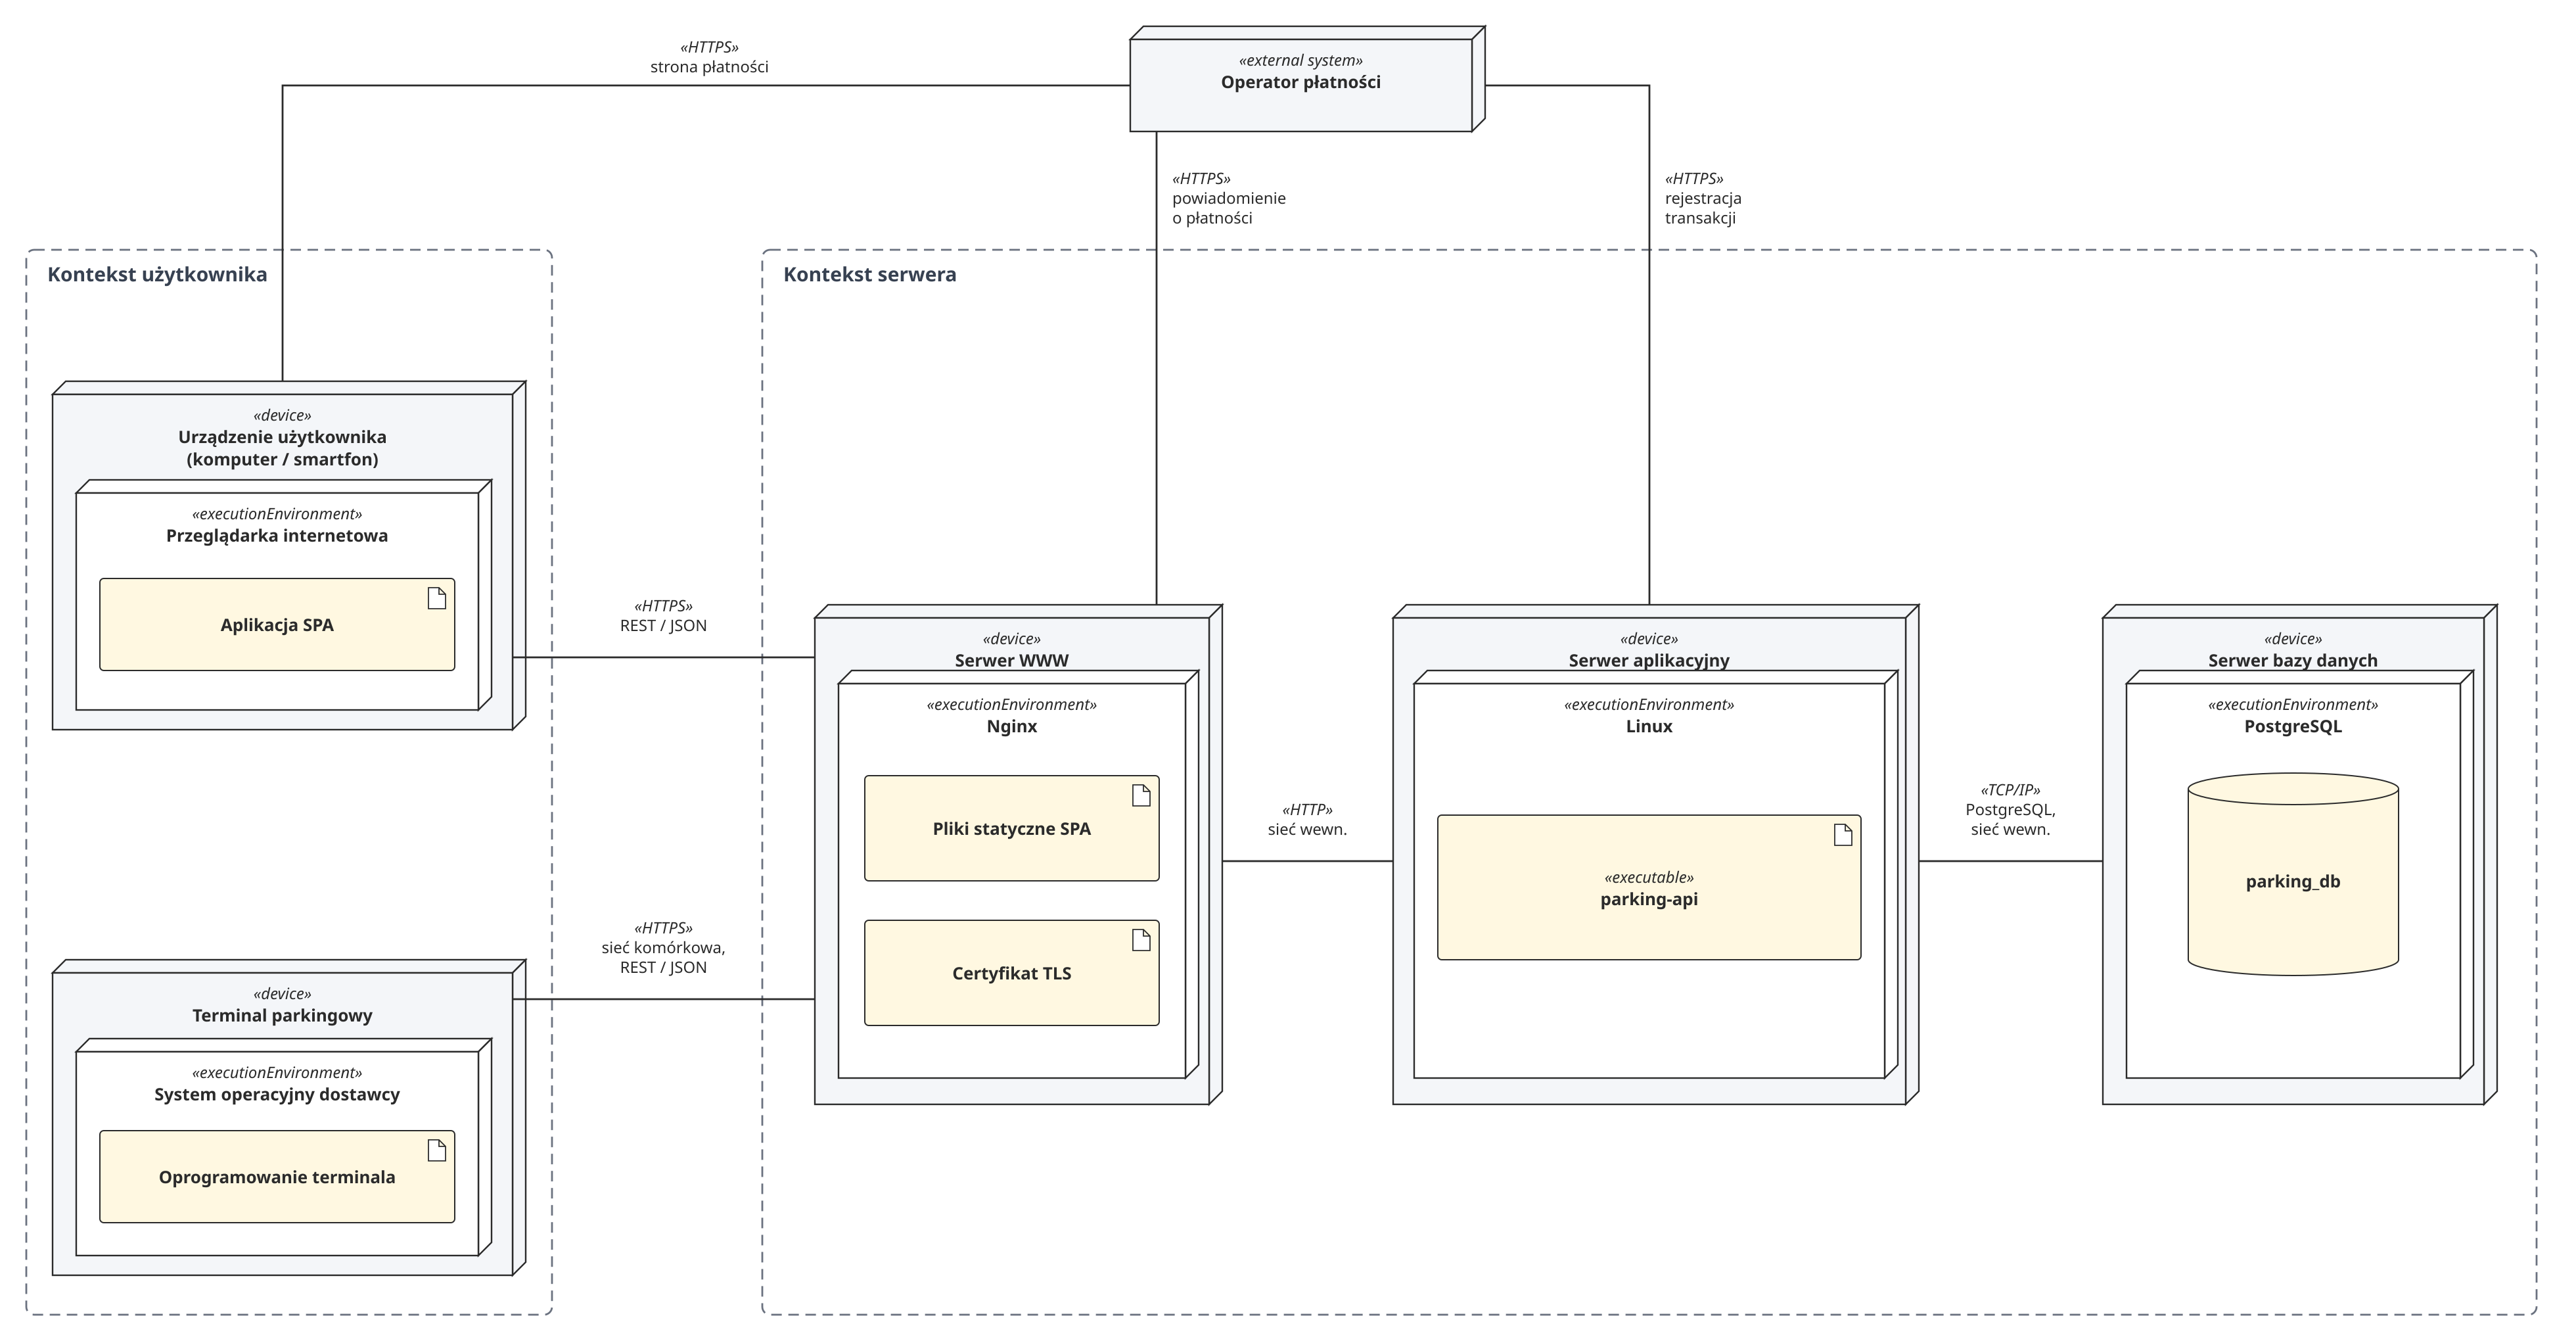 «HTTPS»
strona płatności
«external system»
Operator płatności
«HTTPS»
powiadomienie
o płatności
«HTTPS»
rejestracja
transakcji
Kontekst użytkownika
Kontekst serwera
«device»
Urządzenie użytkownika
(komputer / smartfon)
«executionEnvironment»
Przeglądarka internetowa
Aplikacja SPA
«HTTPS»
REST / JSON
«device»
Terminal parkingowy
«executionEnvironment»
System operacyjny dostawcy
Oprogramowanie terminala
«HTTPS»
sieć komórkowa,
REST / JSON
«device»
Serwer WWW
«executionEnvironment»
Nginx
Pliki statyczne SPA
Certyfikat TLS
«HTTP»
sieć wewn.
«device»
Serwer aplikacyjny
«executionEnvironment»
Linux
«executable»
parking-api
«TCP/IP»
PostgreSQL,
sieć wewn.
«device»
Serwer bazy danych
«executionEnvironment»
PostgreSQL
parking_db